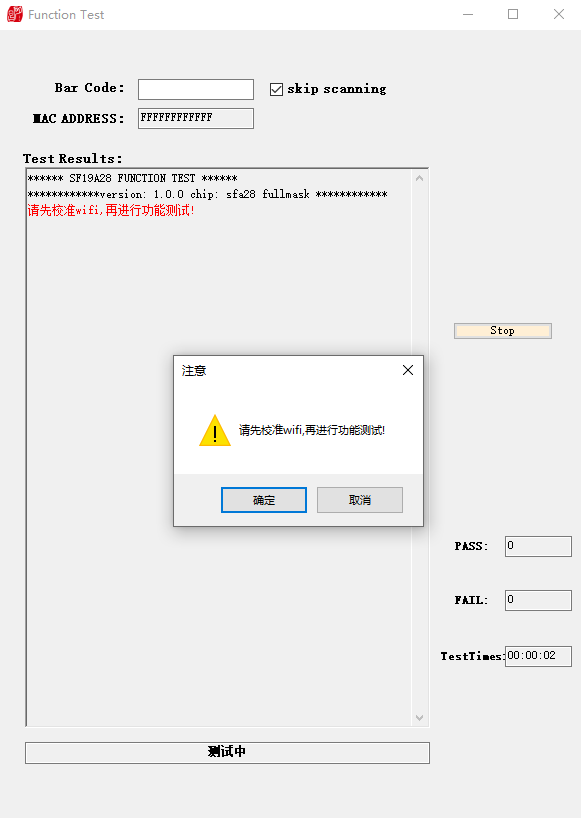 Function Test
Bar Code:
skip scanning
MAC ADDRESS:
FFFFFFFFFFFF
Test Results:
****** SF19A28 FUNCTION TEST ******
************version: 1.0.0 chip: sfa28 fullmask ************
请先校准wifi,再进行功能测试!
Stop
注意
请先校准wifi,再进行功能测试!
确定
取消
PASS:
0
FAIL:
0
TestTimes:
00:00:02
测试中